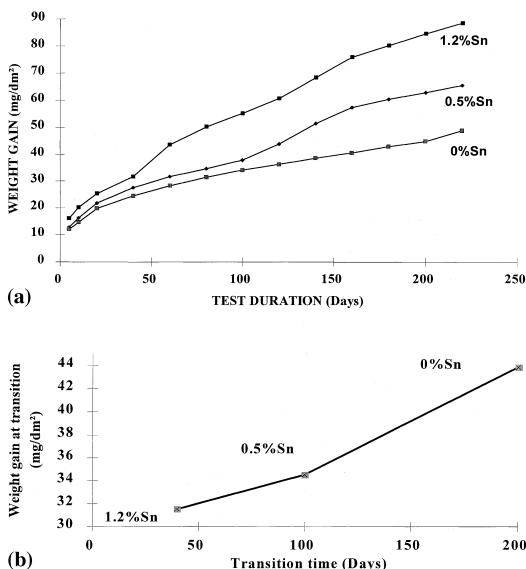 90
80
1.2%Sn
70
0.5%Sn
60
50
0%Sn
40
30
20
10
0
WEIGHT GAIN (mg/dm²)
0 50 100 150 200 250
(a)
TEST DURATION (Days)
44
0%Sn
42
40
38
0.5%Sn
36
34
32
1.2%Sn
30
Weight gain at transition
(mg/dm²)
0 50 100 150 200
(b)
Transition time (Days)